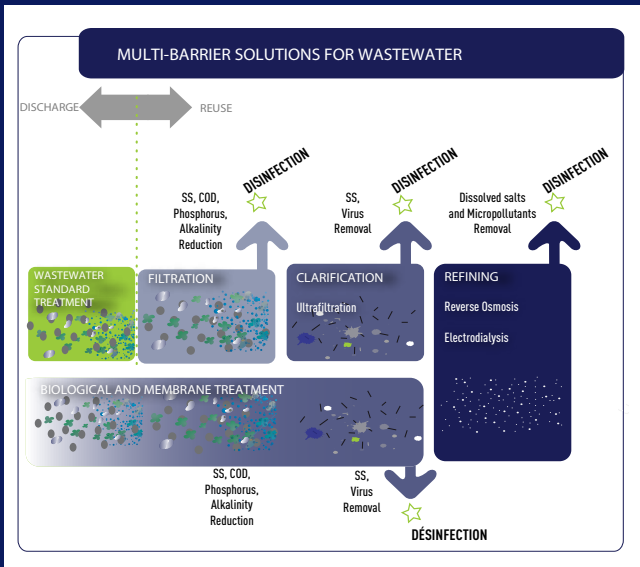 MULTI-BARRIER SOLUTIONS FOR WASTEWATER
DISCHARGE
REUSE
SS, COD,
Phosphorus,
Alkalinity
Reduction
DISINFECTION
SS,
Virus
Removal
DISINFECTION
Dissolved salts
and Micropollutants
Removal
DISINFECTION
WASTEWATER
STANDARD
TREATMENT
FILTRATION
CLARIFICATION
Ultrafiltration
REFINING
Reverse Osmosis
Electrodialysis
BIOLOGICAL AND MEMBRANE TREATMENT
SS, COD,
Phosphorus,
Alkalinity
Reduction
SS,
Virus
Removal
DÉSINFECTION